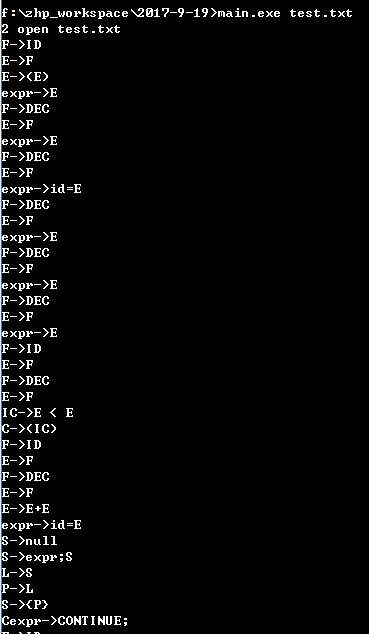 f:\zhp_workspace\2017-9-19>main.exe test.txt
2 open test.txt
F->ID
E->F
E->(E)
expr->E
F->DEC
E->F
expr->E
F->DEC
E->F
expr->id=E
F->DEC
E->F
expr->E
F->DEC
E->F
expr->E
F->DEC
E->F
expr->E
F->ID
E->F
F->DEC
E->F
IC->E < E
C->(IC)
F->ID
E->F
F->DEC
E->F
E->E+E
expr->id=E
S->null
S->expr;S
L->S
P->L
S->{P}
Cexpr->CONTINUE;